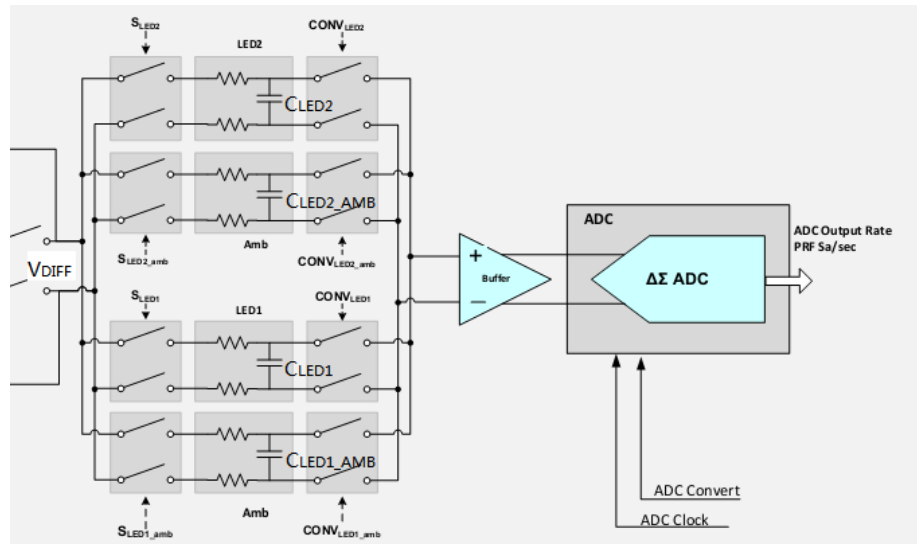 SLED2
CONVLED2
LED2
CLED2
CLED2_AMB
SLED2_amb
Amb
CONVLED2_amb
VDIFF
SLED1
LED1
CONVLED1
CLED1
CLED1_AMB
SLED1_amb
Amb
CONVLED1_amb
+
Buffer
−
ADC
ΔΣ ADC
ADC Output Rate
PRF Sa/sec
ADC Convert
ADC Clock